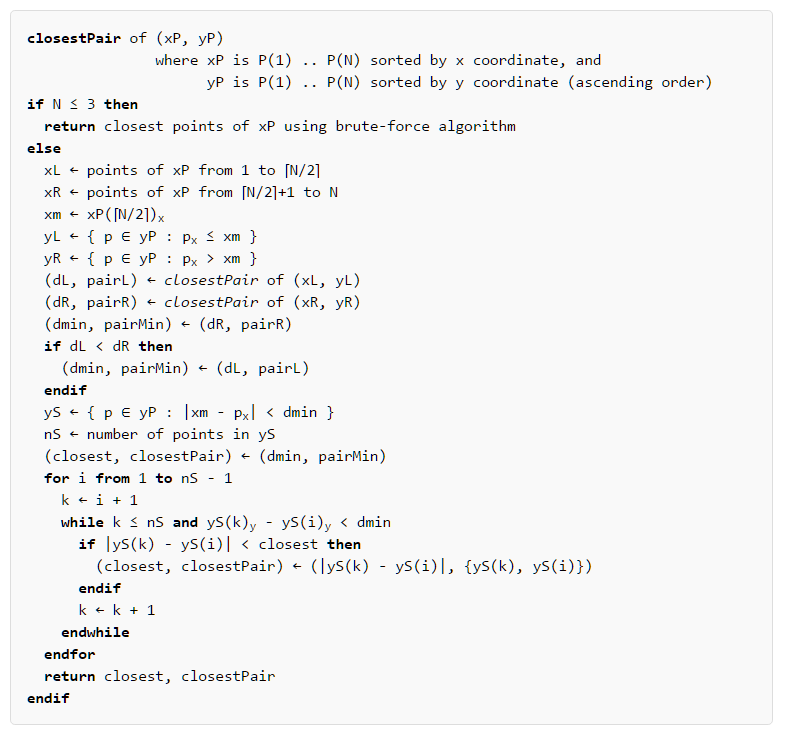 closestPair of (xP, yP)
               where xP is P(1) .. P(N) sorted by x coordinate, and
                     yP is P(1) .. P(N) sorted by y coordinate (ascending order)
if N ≤ 3 then
  return closest points of xP using brute-force algorithm
else
  xL ← points of xP from 1 to ⌈N/2⌉
  xR ← points of xP from ⌈N/2⌉+1 to N
  xm ← xP(⌈N/2⌉)ₓ
  yL ← { p ∈ yP : pₓ ≤ xm }
  yR ← { p ∈ yP : pₓ > xm }
  (dL, pairL) ← closestPair of (xL, yL)
  (dR, pairR) ← closestPair of (xR, yR)
  (dmin, pairMin) ← (dR, pairR)
  if dL < dR then
    (dmin, pairMin) ← (dL, pairL)
  endif
  yS ← { p ∈ yP : |xm - pₓ| < dmin }
  nS ← number of points in yS
  (closest, closestPair) ← (dmin, pairMin)
  for i from 1 to nS - 1
    k ← i + 1
    while k ≤ nS and yS(k)y - yS(i)y < dmin
      if |yS(k) - yS(i)| < closest then
        (closest, closestPair) ← (|yS(k) - yS(i)|, {yS(k), yS(i)})
      endif
      k ← k + 1
    endwhile
  endfor
  return closest, closestPair
endif